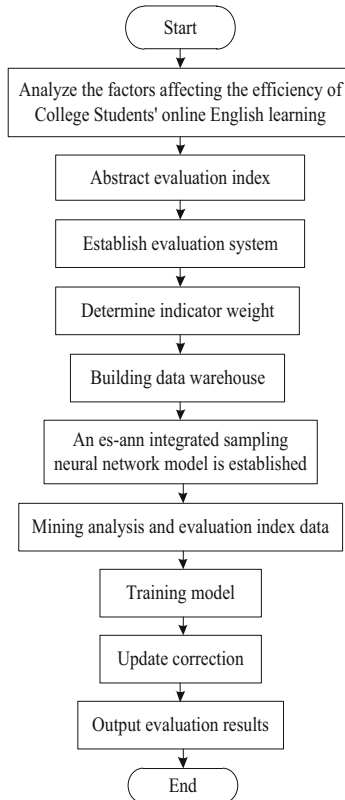 Start
Analyze the factors affecting the efficiency of
College Students' online English learning
Abstract evaluation index
Establish evaluation system
Determine indicator weight
Building data warehouse
An es-ann integrated sampling
neural network model is established
Mining analysis and evaluation index data
Training model
Update correction
Output evaluation results
End